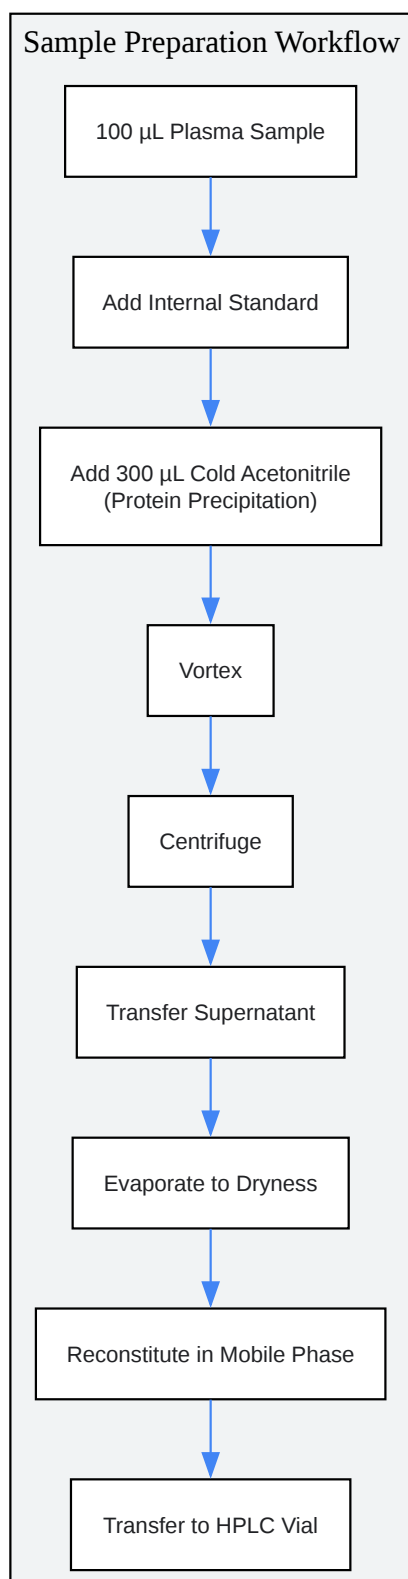 Sample Preparation Workflow
100 µL Plasma Sample
Add Internal Standard
Add 300 µL Cold Acetonitrile
(Protein Precipitation)
Vortex
Centrifuge
Transfer Supernatant
Evaporate to Dryness
Reconstitute in Mobile Phase
Transfer to HPLC Vial